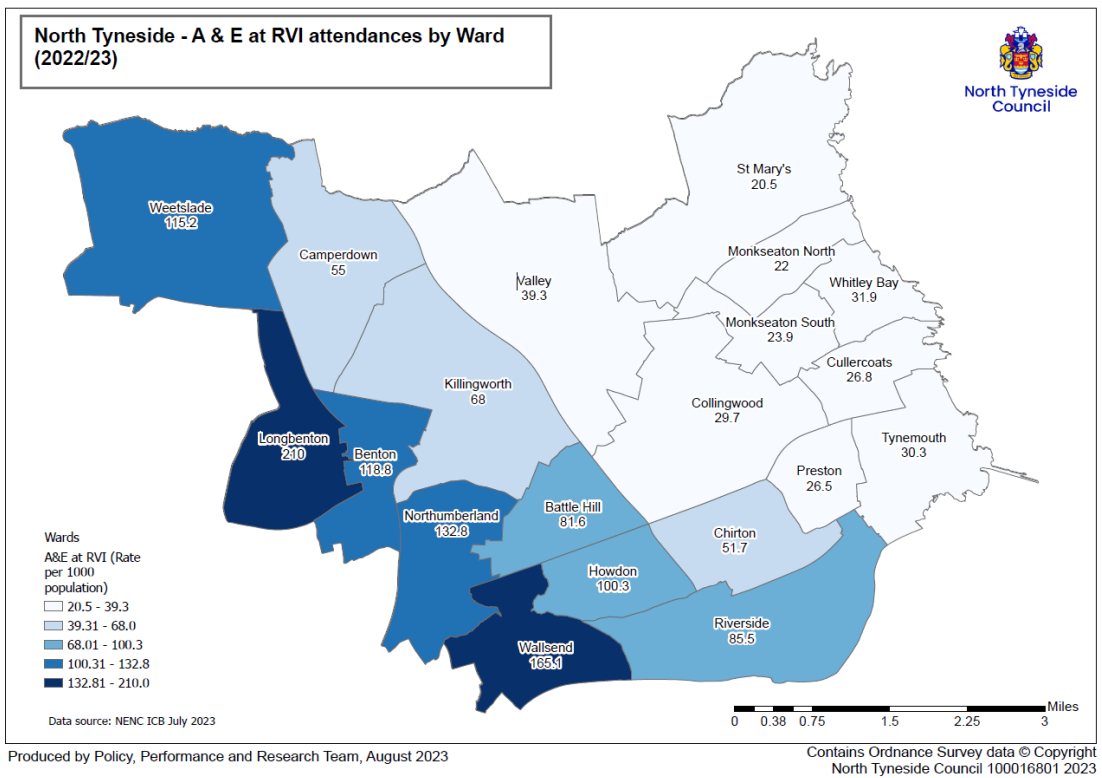 North Tyneside - A & E at RVI attendances by Ward
(2022/23)
North Tyneside
Council
St Mary's
20.5
Weetslade
115.2
Monkseaton North
22
Camperdown
55
Valley
39.3
Whitley Bay
31.9
Monkseaton South
23.9
Cullercoats
26.8
Killingworth
68
Collingwood
29.7
Longbenton
210
Tynemouth
30.3
Benton
118.8
Preston
26.5
Battle Hill
81.6
Northumberland
132.8
Chirton
51.7
Howdon
100.3
Riverside
85.5
Wallsend
165.1
Wards
A&E at RVI (Rate
per 1000
population)
20.5 - 39.3
39.31 - 68.0
68.01 - 100.3
100.31 - 132.8
132.81 - 210.0
Data source: NENC ICB July 2023
Miles
0 0.38 0.75 1.5 2.25 3
Produced by Policy, Performance and Research Team, August 2023
Contains Ordnance Survey data © Copyright
North Tyneside Council 100016801 2023